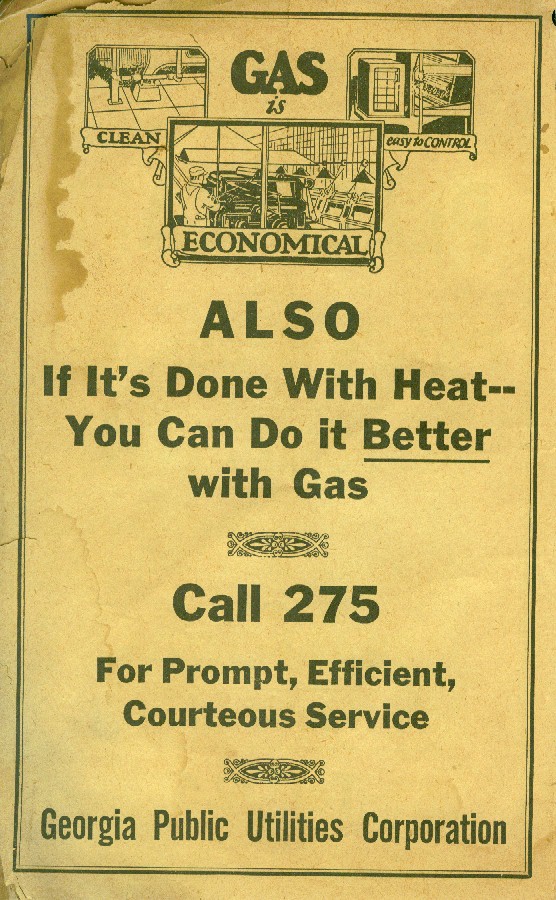 GAS
is
CLEAN
easy to CONTROL
ECONOMICAL
ALSO
If It's Done With Heat--
You Can Do it Better
with Gas
Call 275
For Prompt, Efficient,
Courteous Service
Georgia Public Utilities Corporation